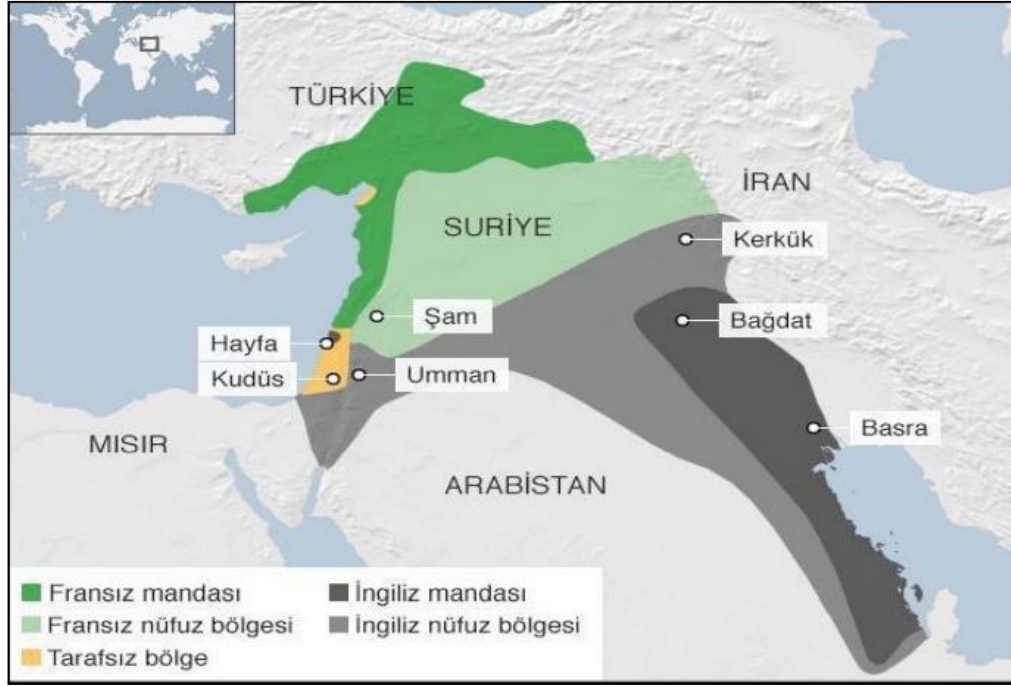 TÜRKİYE
İRAN
SURİYE
Kerkük
Şam
Bağdat
Hayfa
Kudüs
Umman
Basra
MISIR
ARABİSTAN
Fransız mandası
Fransız nüfuz bölgesi
Tarafsız bölge
İngiliz mandası
İngiliz nüfuz bölgesi